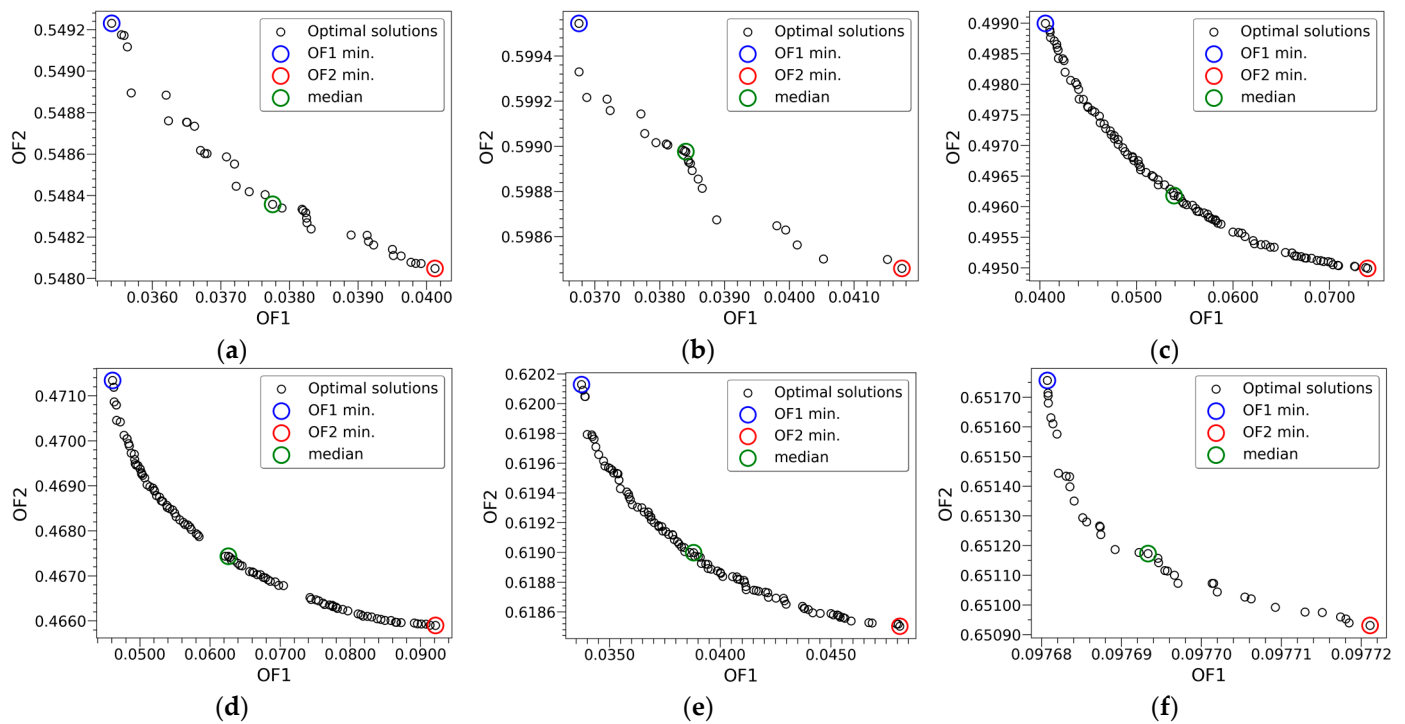 0.5492
0.5490
0.5488
0.5486
0.5484
0.5482
0.5480
OF2
Optimal solutions
OF1 min.
OF2 min.
median
0.0360 0.0370 0.0380 0.0390 0.0400
OF1
(a)
0.5994
0.5992
0.5990
0.5988
0.5986
OF2
Optimal solutions
OF1 min.
OF2 min.
median
0.0370 0.0380 0.0390 0.0400 0.0410
OF1
(b)
0.4990
0.4985
0.4980
0.4975
0.4970
0.4965
0.4960
0.4955
0.4950
OF2
Optimal solutions
OF1 min.
OF2 min.
median
0.0400 0.0500 0.0600 0.0700
OF1
(c)
0.4710
0.4700
0.4690
0.4680
0.4670
0.4660
OF2
Optimal solutions
OF1 min.
OF2 min.
median
0.0500 0.0600 0.0700 0.0800 0.0900
OF1
(d)
0.6202
0.6200
0.6198
0.6196
0.6194
0.6192
0.6190
0.6188
0.6186
OF2
Optimal solutions
OF1 min.
OF2 min.
median
0.0350 0.0400 0.0450
OF1
(e)
0.65170
0.65160
0.65150
0.65140
0.65130
0.65120
0.65110
0.65100
0.65090
OF2
Optimal solutions
OF1 min.
OF2 min.
median
0.09768 0.09769 0.09770 0.09771 0.09772
OF1
(f)